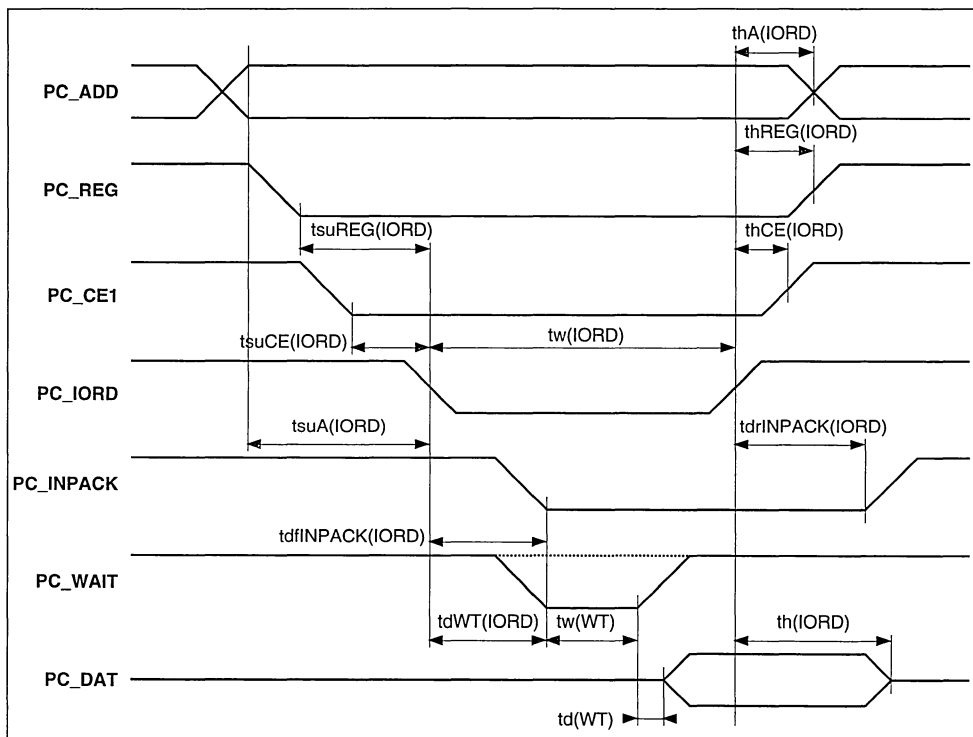 thA(IORD)
PC_ADD
thREG(IORD)
PC_REG
tsuREG(IORD)
thCE(IORD)
PC_CE1
tsuCE(IORD)
tw(IORD)
PC_IORD
tsuA(IORD)
tdrINPACK(IORD)
PC_INPACK
tdfINPACK(IORD)
PC_WAIT
tdWT(IORD)
tw(WT)
th(IORD)
PC_DAT
td(WT)